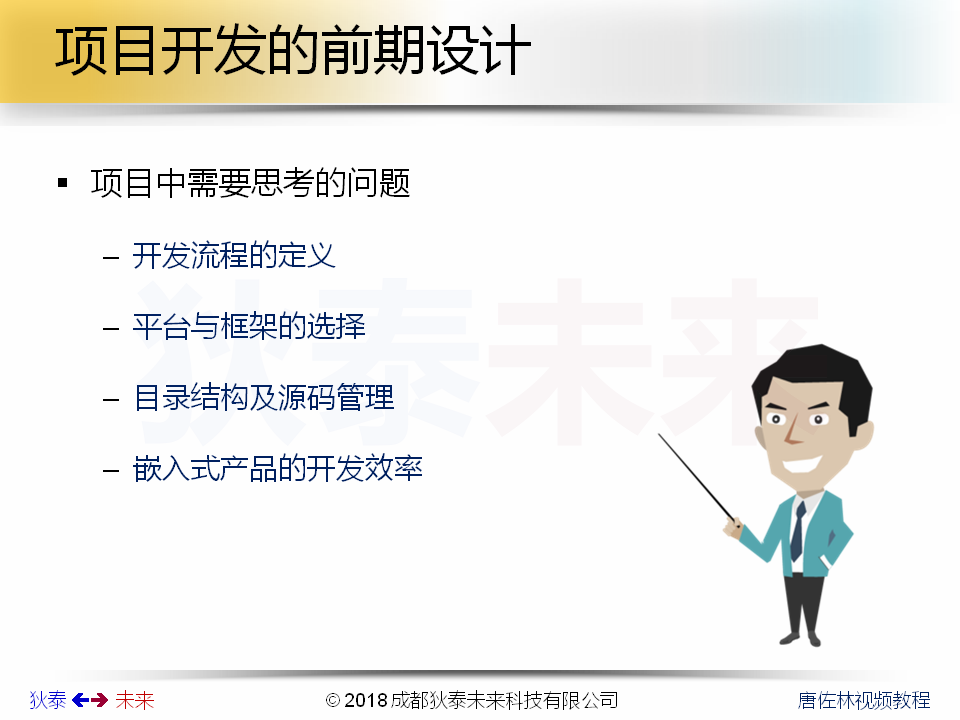 项目开发的前期设计
▪ 项目中需要思考的问题
– 开发流程的定义
– 平台与框架的选择
– 目录结构及源码管理
– 嵌入式产品的开发效率
狄泰未来
狄泰 未来
© 2018 成都狄泰未来科技有限公司
唐佐林视频教程